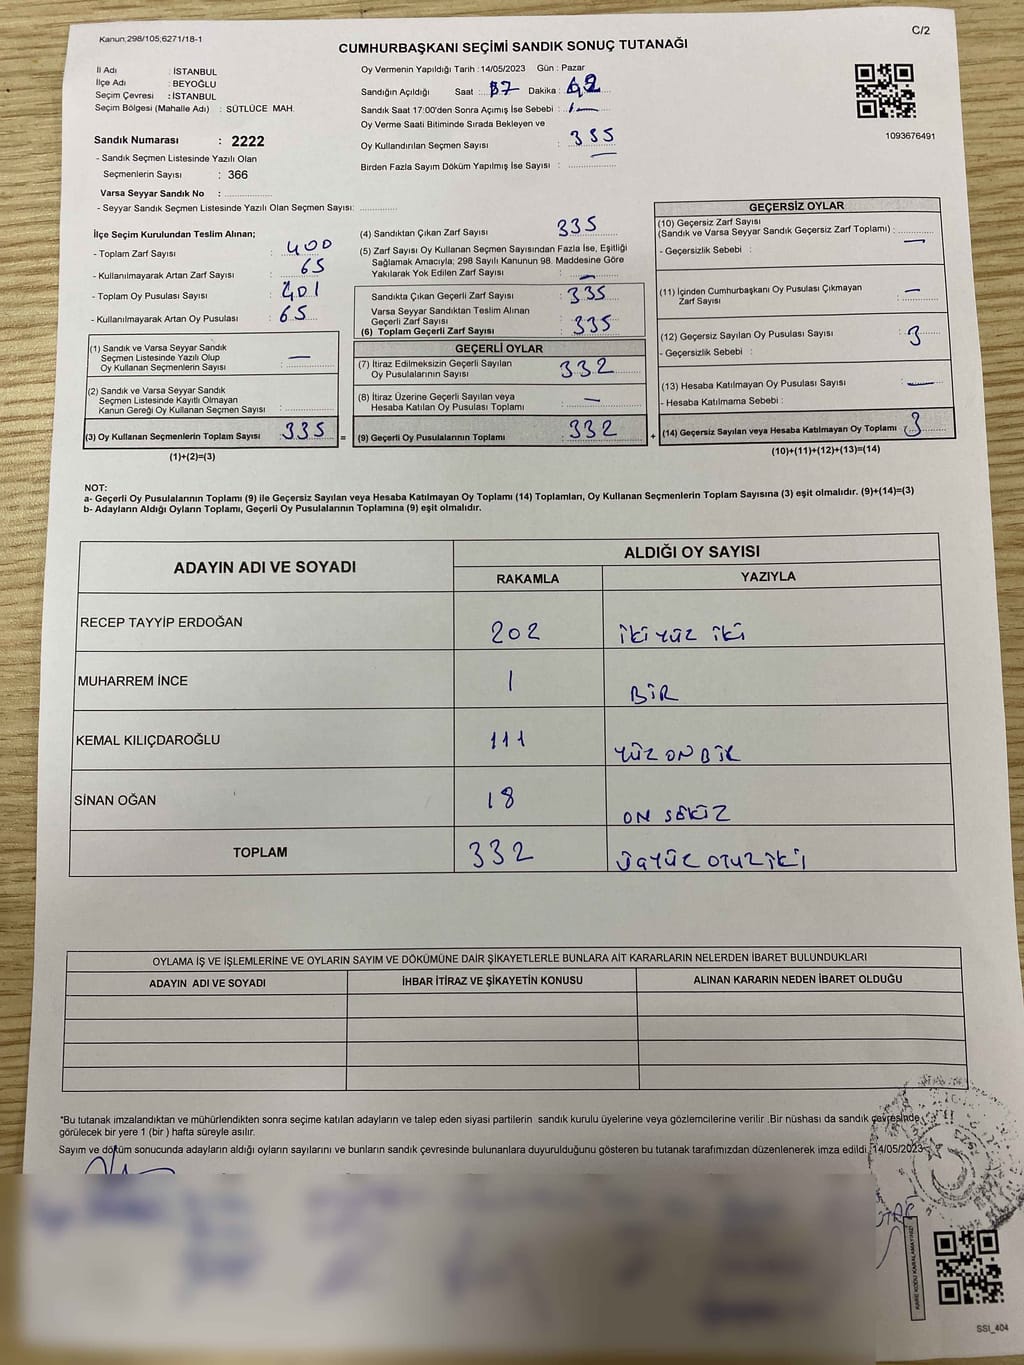 Kanun;298/105;6271/18-1
C/2
CUMHURBAŞKANI SEÇİMİ SANDIK SONUÇ TUTANAĞI
İl Adı : İSTANBUL
İlçe Adı : BEYOĞLU
Seçim Çevresi : İSTANBUL
Seçim Bölgesi (Mahalle Adı) : SÜTLÜCE MAH.
Sandık Numarası : 2222
- Sandık Seçmen Listesinde Yazılı Olan
Seçmenlerin Sayısı : 366
Varsa Seyyar Sandık No :
- Seyyar Sandık Seçmen Listesinde Yazılı Olan Seçmen Sayısı:
Oy Vermenin Yapıldığı Tarih : 14/05/2023 Gün : Pazar
Sandığın Açıldığı Saat : Dakika :
Sandık Saat 17:00'den Sonra Açımış İse Sebebi :
Oy Verme Saati Bitiminde Sırada Bekleyen ve
Oy Kullandırılan Seçmen Sayısı :
Birden Fazla Sayım Döküm Yapılmış İse Sayısı :
1093676491
İlçe Seçim Kurulundan Teslim Alınan;
- Toplam Zarf Sayısı : 400
- Kullanılmayarak Artan Zarf Sayısı : 65
- Toplam Oy Pusulası Sayısı : 401
- Kullanılmayarak Artan Oy Pusulası : 65
(1) Sandık ve Varsa Seyyar Sandık
Seçmen Listesinde Yazılı Olup
Oy Kullanan Seçmenlerin Sayısı : —
(2) Sandık ve Varsa Seyyar Sandık
Seçmen Listesinde Kayıtlı Olmayan
Kanun Gereği Oy Kullanan Seçmen Sayısı :
(3) Oy Kullanan Seçmenlerin Toplam Sayısı 335 =
(1)+(2)=(3)
(4) Sandıktan Çıkan Zarf Sayısı : 335
(5) Zarf Sayısı Oy Kullanan Seçmen Sayısından Fazla İse, Eşitliği
Sağlamak Amacıyla; 298 Sayılı Kanunun 98. Maddesine Göre
Yakılarak Yok Edilen Zarf Sayısı : —
Sandıkta Çıkan Geçerli Zarf Sayısı : 335
Varsa Seyyar Sandıktan Teslim Alınan
Geçerli Zarf Sayısı :
(6) Toplam Geçerli Zarf Sayısı : 335
GEÇERLİ OYLAR
(7) İtiraz Edilmeksizin Geçerli Sayılan
Oy Pusulalarının Sayısı : 332
(8) İtiraz Üzerine Geçerli Sayılan veya
Hesaba Katılan Oy Pusulası Toplamı : —
(9) Geçerli Oy Pusulalarının Toplamı : 332 +
GEÇERSİZ OYLAR
(10) Geçersiz Zarf Sayısı
(Sandık ve Varsa Seyyar Sandık Geçersiz Zarf Toplamı) : —
- Geçersizlik Sebebi :
(11) İçinden Cumhurbaşkanı Oy Pusulası Çıkmayan
Zarf Sayısı : —
(12) Geçersiz Sayılan Oy Pusulası Sayısı : 3
- Geçersizlik Sebebi :
(13) Hesaba Katılmayan Oy Pusulası Sayısı : —
- Hesaba Katılmama Sebebi :
(14) Geçersiz Sayılan veya Hesaba Katılmayan Oy Toplamı : 3
(10)+(11)+(12)+(13)=(14)
NOT:
a- Geçerli Oy Pusulalarının Toplamı (9) ile Geçersiz Sayılan veya Hesaba Katılmayan Oy Toplamı (14) Toplamları, Oy Kullanan Seçmenlerin Toplam Sayısına (3) eşit olmalıdır. (9)+(14)=(3)
b- Adayların Aldığı Oyların Toplamı, Geçerli Oy Pusulalarının Toplamına (9) eşit olmalıdır.
ADAYIN ADI VE SOYADI
ALDIĞI OY SAYISI
RAKAMLA YAZIYLA
RECEP TAYYİP ERDOĞAN 202 iki yüz iki
MUHARREM İNCE 1 BİR
KEMAL KILIÇDAROĞLU 111 YÜZ ON BİR
SİNAN OĞAN 18 ON SEKİZ
TOPLAM 332 üçyüz otuz iki
OYLAMA İŞ VE İŞLEMLERİNE VE OYLARIN SAYIM VE DÖKÜMÜNE DAİR ŞİKAYETLERLE BUNLARA AİT KARARLARIN NELERDEN İBARET BULUNDUKLARI
ADAYIN ADI VE SOYADI İHBAR İTİRAZ VE ŞİKAYETİN KONUSU ALINAN KARARIN NEDEN İBARET OLDUĞU
*Bu tutanak imzalandıktan ve mühürlendikten sonra seçime katılan adayların ve talep eden siyasi partilerin sandık kurulu üyelerine veya gözlemcilerine verilir .Bir nüshası da sandık çevresinde
görülecek bir yere 1 (bir ) hafta süreyle asılır.
Sayım ve döküm sonucunda adayların aldığı oyların sayılarını ve bunların sandık çevresinde bulunanlara duyurulduğunu gösteren bu tutanak tarafımızdan düzenlenerek imza edildi. 14/05/2023
KARE KODU KARALAMAYINIZ!
SSI_404